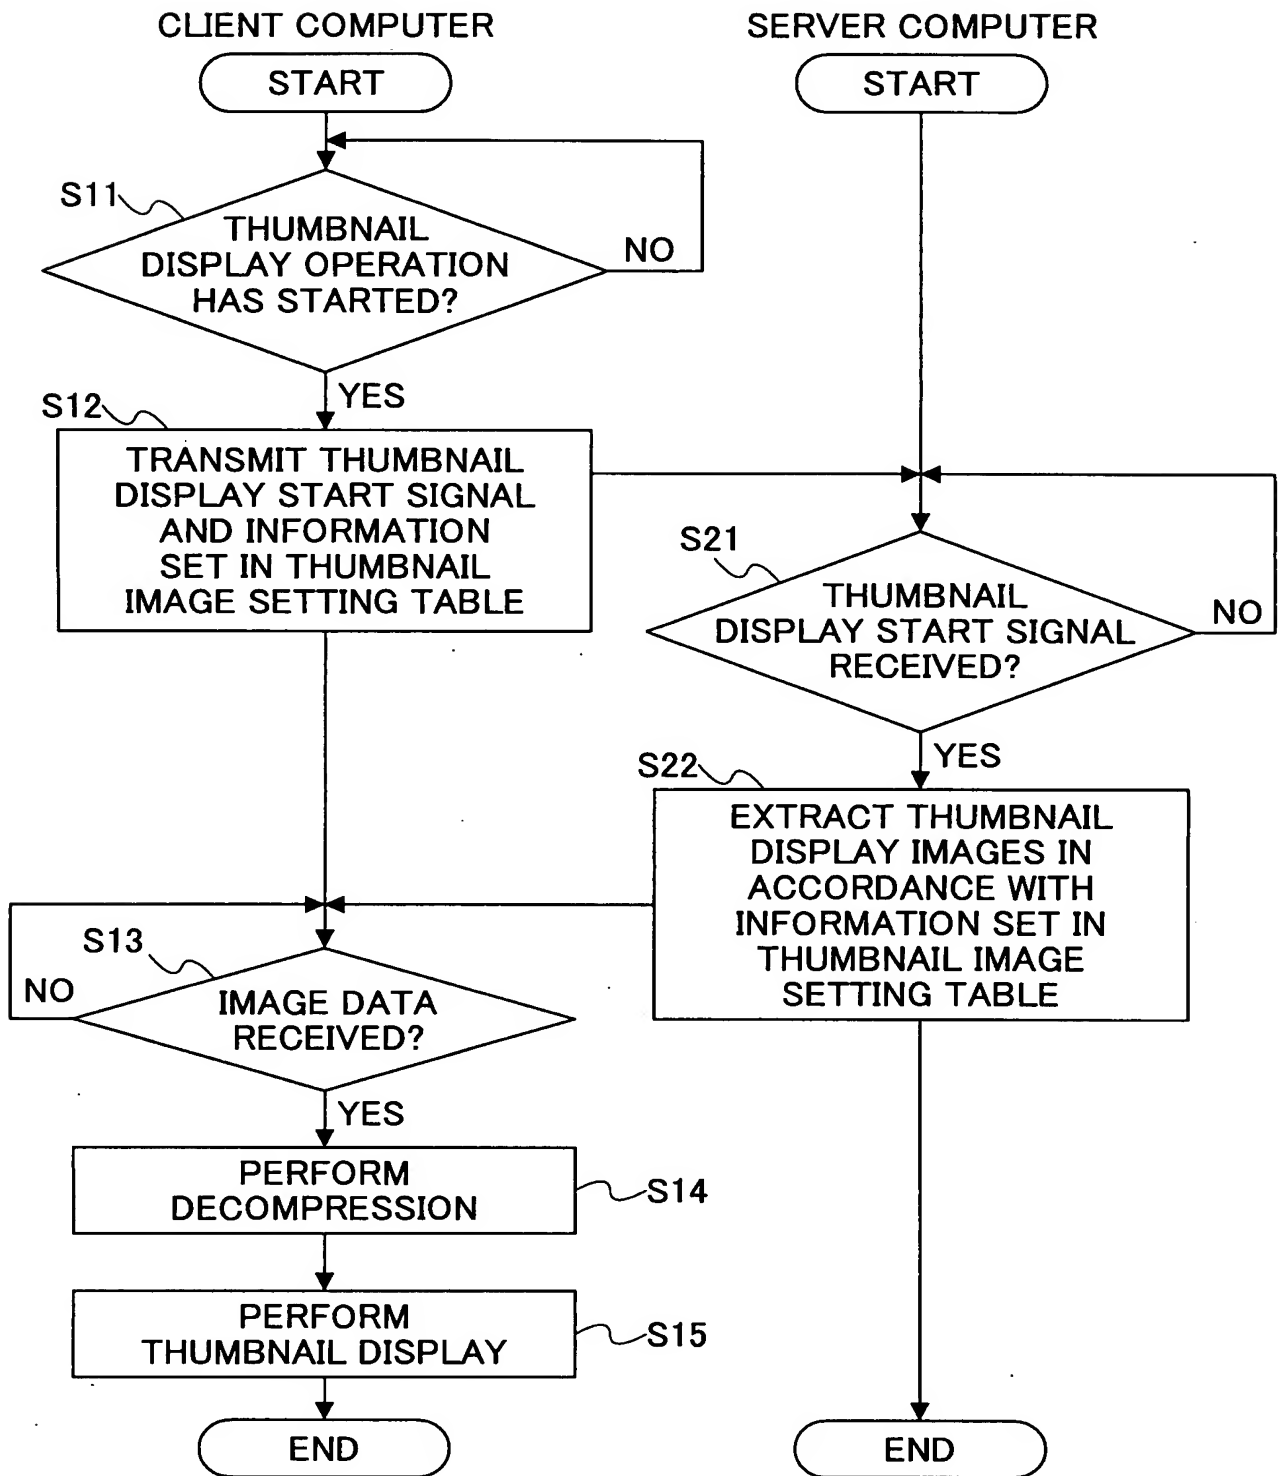 CLIENT COMPUTER
SERVER COMPUTER
START
START
S11
THUMBNAIL
DISPLAY OPERATION
HAS STARTED?
NO
YES
S12
TRANSMIT THUMBNAIL
DISPLAY START SIGNAL
AND INFORMATION
SET IN THUMBNAIL
IMAGE SETTING TABLE
S21
THUMBNAIL
DISPLAY START SIGNAL
RECEIVED?
NO
YES
S22
EXTRACT THUMBNAIL
DISPLAY IMAGES IN
ACCORDANCE WITH
INFORMATION SET IN
THUMBNAIL IMAGE
SETTING TABLE
S13
NO
IMAGE DATA
RECEIVED?
YES
PERFORM
DECOMPRESSION
S14
PERFORM
THUMBNAIL DISPLAY
S15
END
END